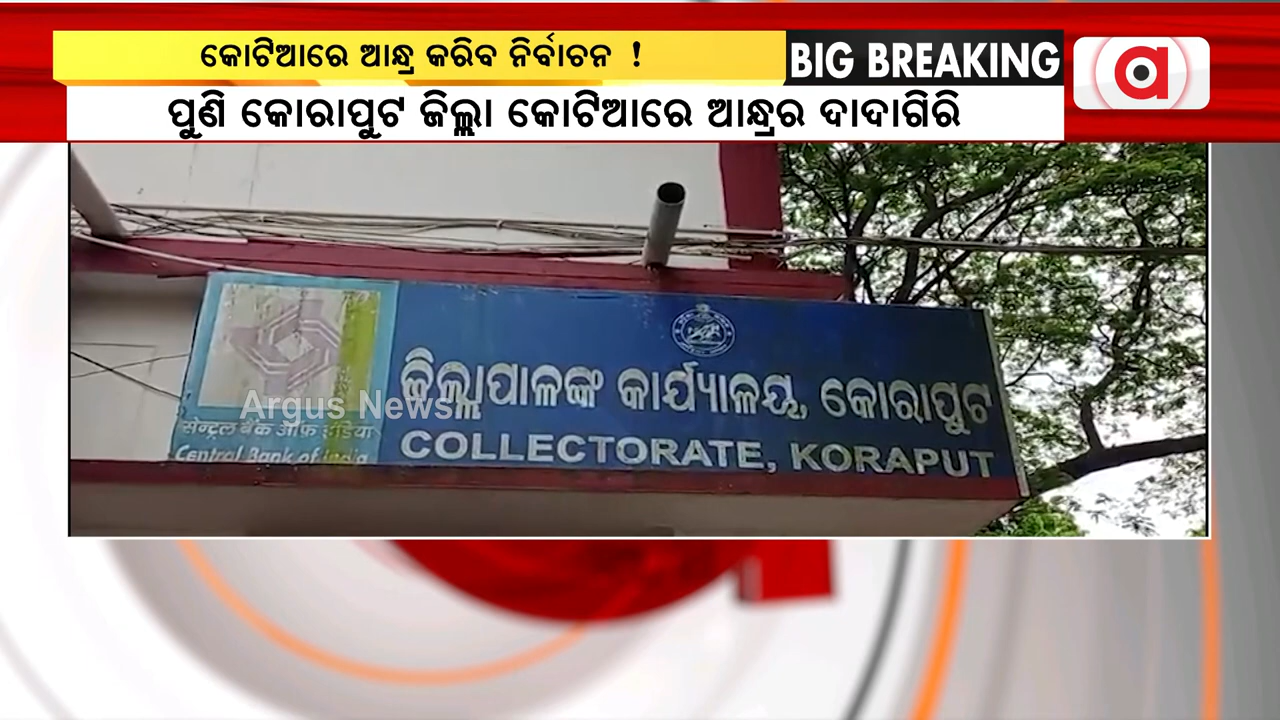 କୋଟିଆରେ ଆନ୍ଧ୍ର କରିବ ନିର୍ବାଚନ !
BIG BREAKING
a
ପୁଣି କୋରାପୁଟ ଜିଲ୍ଲା କୋଟିଆରେ ଆନ୍ଧ୍ରର ଦାଦାଗିରି
ଜିଲ୍ଲାପାଳଙ୍କ କାର୍ଯ୍ୟାଳୟ, କୋରାପୁଟ
Argus News
COLLECTORATE, KORAPUT
सेन्ट्रल बैंक ऑफ इंडिया
Central Bank of India